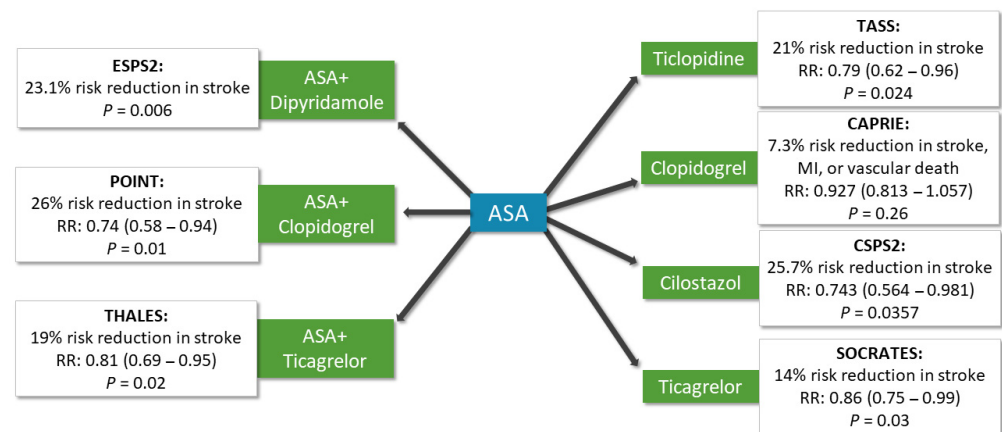 ESPS2:
23.1% risk reduction in stroke
P = 0.006
ASA+
Dipyridamole
POINT:
26% risk reduction in stroke
RR: 0.74 (0.58 – 0.94)
P = 0.01
ASA+
Clopidogrel
THALES:
19% risk reduction in stroke
RR: 0.81 (0.69 – 0.95)
P = 0.02
ASA+
Ticagrelor
ASA
Ticlopidine
TASS:
21% risk reduction in stroke
RR: 0.79 (0.62 – 0.96)
P = 0.024
Clopidogrel
CAPRIE:
7.3% risk reduction in stroke,
MI, or vascular death
RR: 0.927 (0.813 - 1.057)
P = 0.26
Cilostazol
CSPS2:
25.7% risk reduction in stroke
RR: 0.743 (0.564 – 0.981)
P = 0.0357
Ticagrelor
SOCRATES:
14% risk reduction in stroke
RR: 0.86 (0.75 – 0.99)
P = 0.03